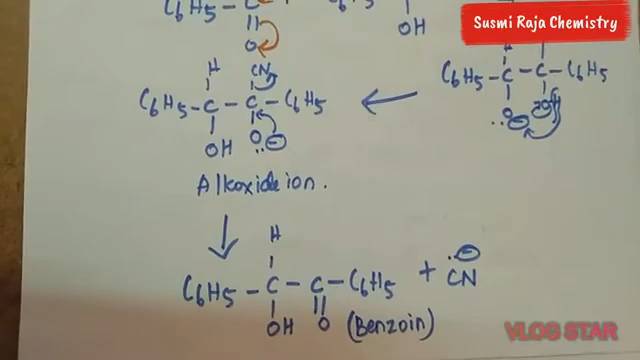 Susmi Raja Chemistry
C6H5 - C
O
OH
H
CN
C6H5 - C - C - C6H5
OH
O
C6H5 - C - C - C6H5
O
Alkoxide ion.
H
C6H5 - C - C - C6H5 + CN
OH
O
(Benzoin)
VLOG STAR